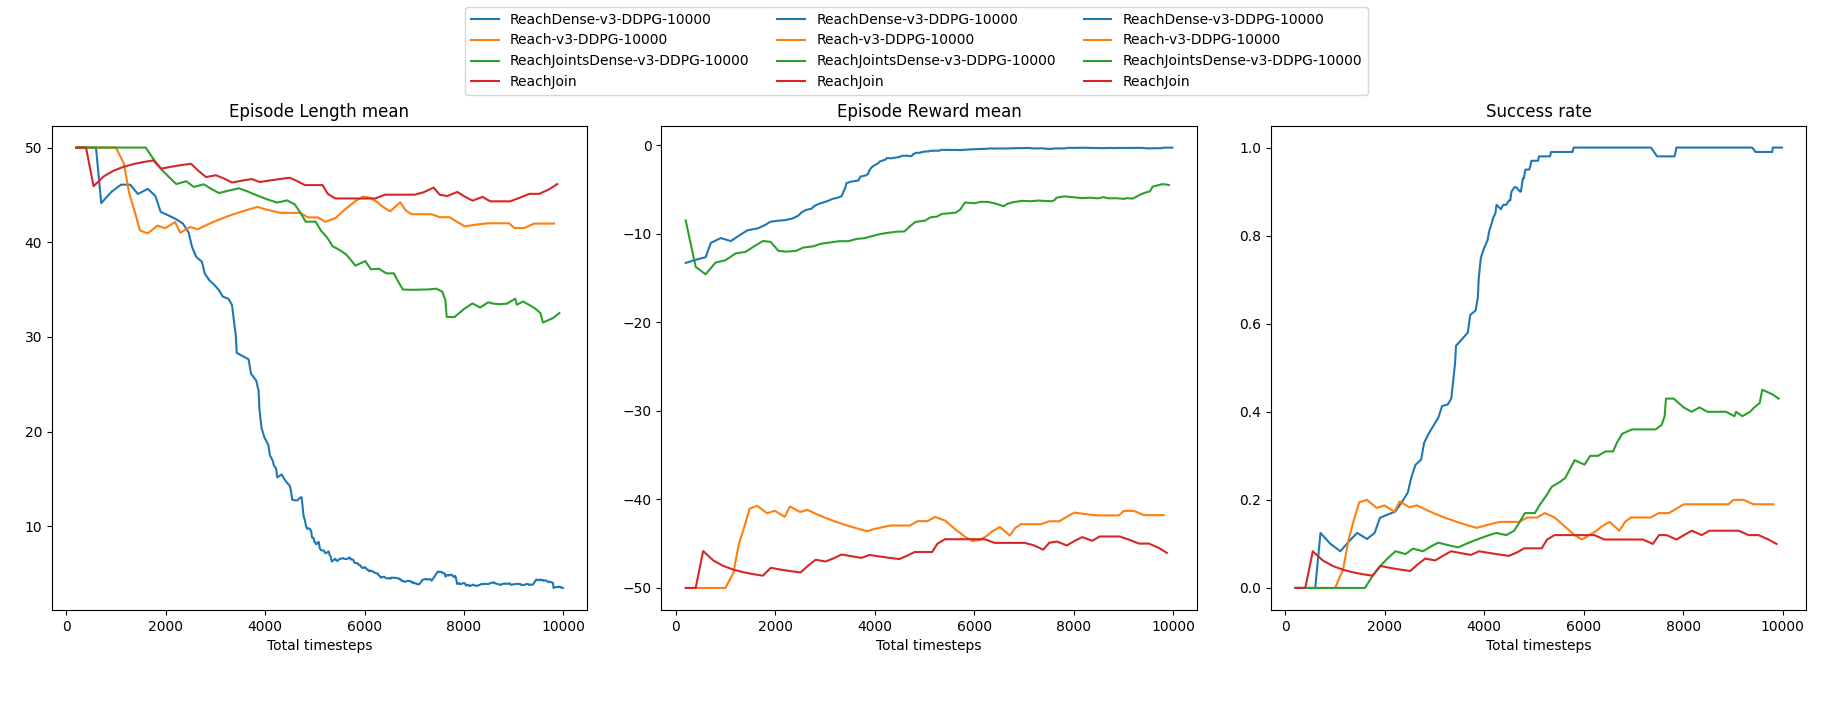 ReachDense-v3-DDPG-10000 ReachDense-v3-DDPG-10000 ReachDense-v3-DDPG-10000
Reach-v3-DDPG-10000 Reach-v3-DDPG-10000 Reach-v3-DDPG-10000
ReachJointsDense-v3-DDPG-10000 ReachJointsDense-v3-DDPG-10000 ReachJointsDense-v3-DDPG-10000
ReachJoin ReachJoin ReachJoin
Episode Length mean
50
40
30
20
10
0 2000 4000 6000 8000 10000
Total timesteps
Episode Reward mean
0
−10
−20
−30
−40
−50
0 2000 4000 6000 8000 10000
Total timesteps
Success rate
1.0
0.8
0.6
0.4
0.2
0.0
0 2000 4000 6000 8000 10000
Total timesteps